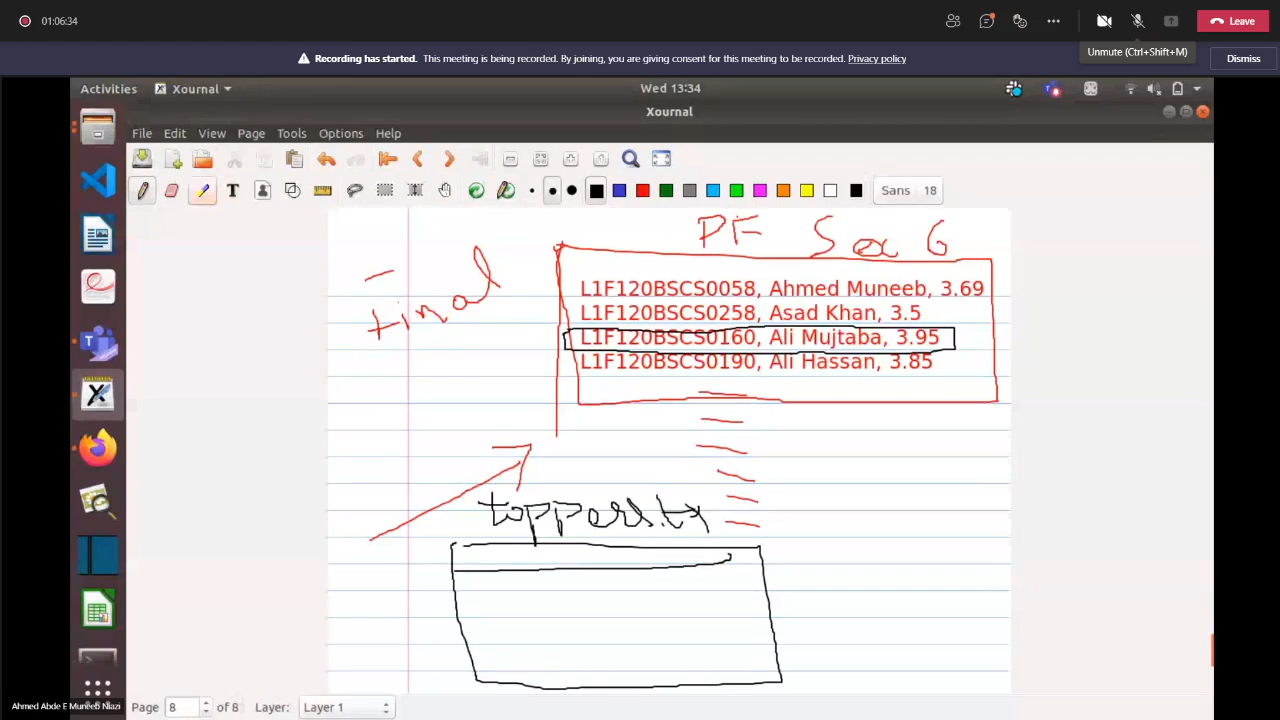 01:06:34
Leave
Unmute (Ctrl+Shift+M)
Recording has started. This meeting is being recorded. By joining, you are giving consent for this meeting to be recorded. Privacy policy
Dismiss
Activities
Xournal
Wed 13:34
Xournal
File Edit View Page Tools Options Help
T
Sans 18
PF Sec 6
Final
L1F120BSCS0058, Ahmed Muneeb, 3.69
L1F120BSCS0258, Asad Khan, 3.5
L1F120BSCS0160, Ali Mujtaba, 3.95
L1F120BSCS0190, Ali Hassan, 3.85
Page 8 of 8 Layer: Layer 1
Ahmed Abde E Muneeb Niazi